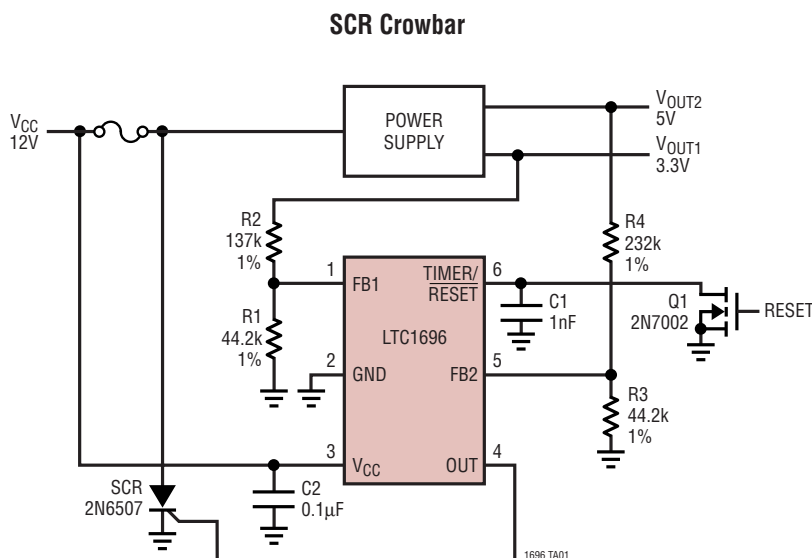 SCR Crowbar
VCC
12V
POWER
SUPPLY
VOUT2
5V
VOUT1
3.3V
R2
137k
1%
R4
232k
1%
1
FB1
TIMER/
RESET
6
C1
1nF
Q1
2N7002
RESET
R1
44.2k
1%
LTC1696
2
GND
FB2
5
R3
44.2k
1%
3
VCC
OUT
4
SCR
2N6507
C2
0.1µF
1696 TA01